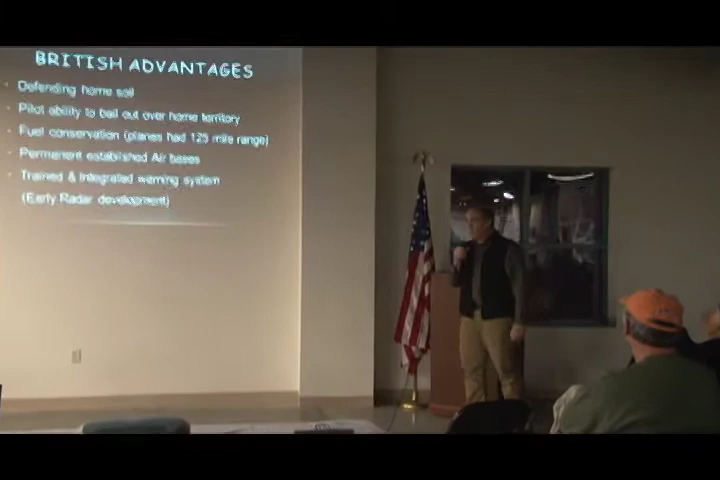 BRITISH ADVANTAGES
Defending home soil
Pilot ability to bail out over home territory
Fuel conservation (planes had 125 mile range)
Permanent established Air bases
Trained & Integrated warning system
(Early Radar development)